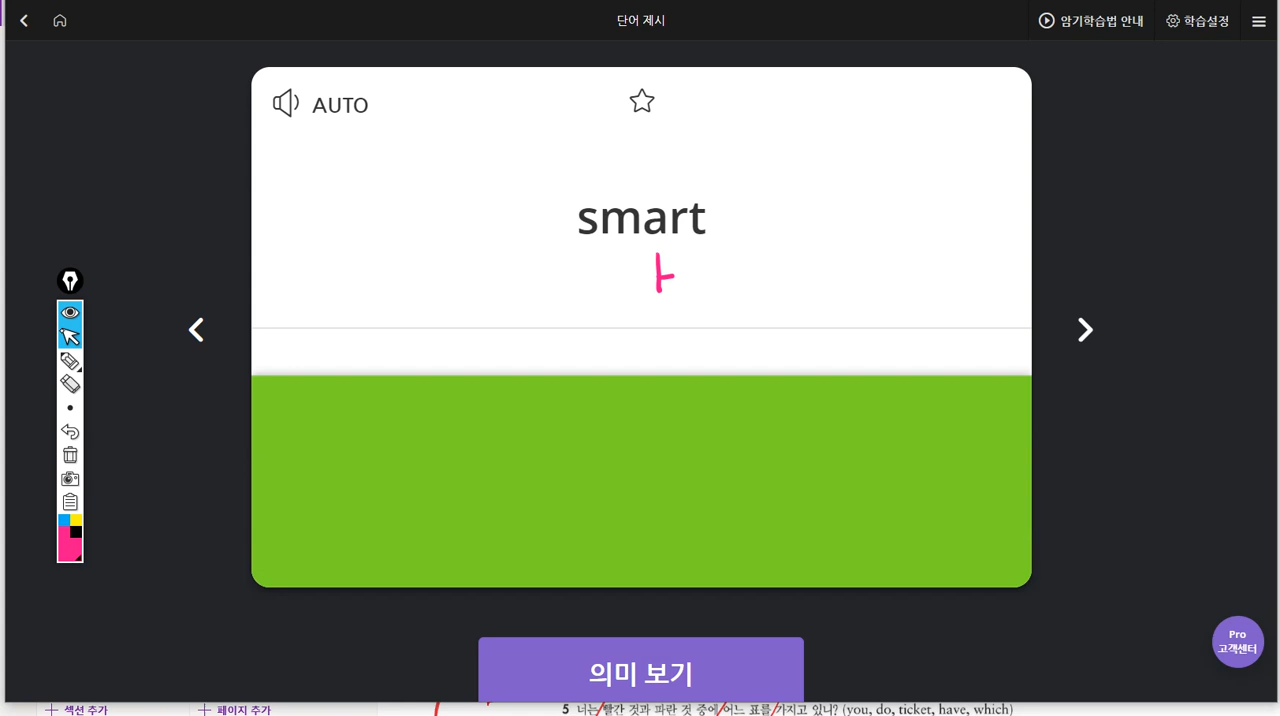 단어 제시
암기학습법 안내
학습설정
AUTO
smart
ㅏ
의미 보기
Pro
고객센터
섹션 추가
페이지 추가
5 너는/빨간 것과 파란 것 중에/어느 표를/가지고 있니? (you, do, ticket, have, which)